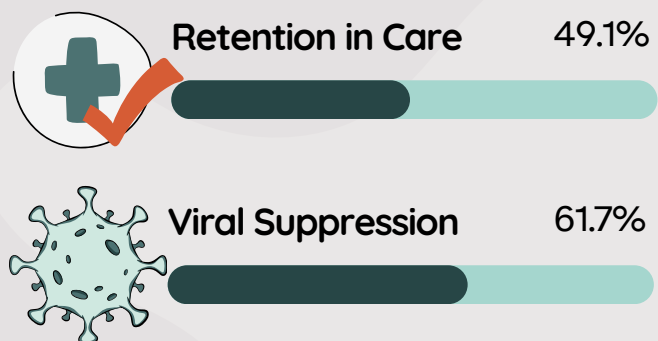 Retention in Care 49.1%
Viral Suppression 61.7%